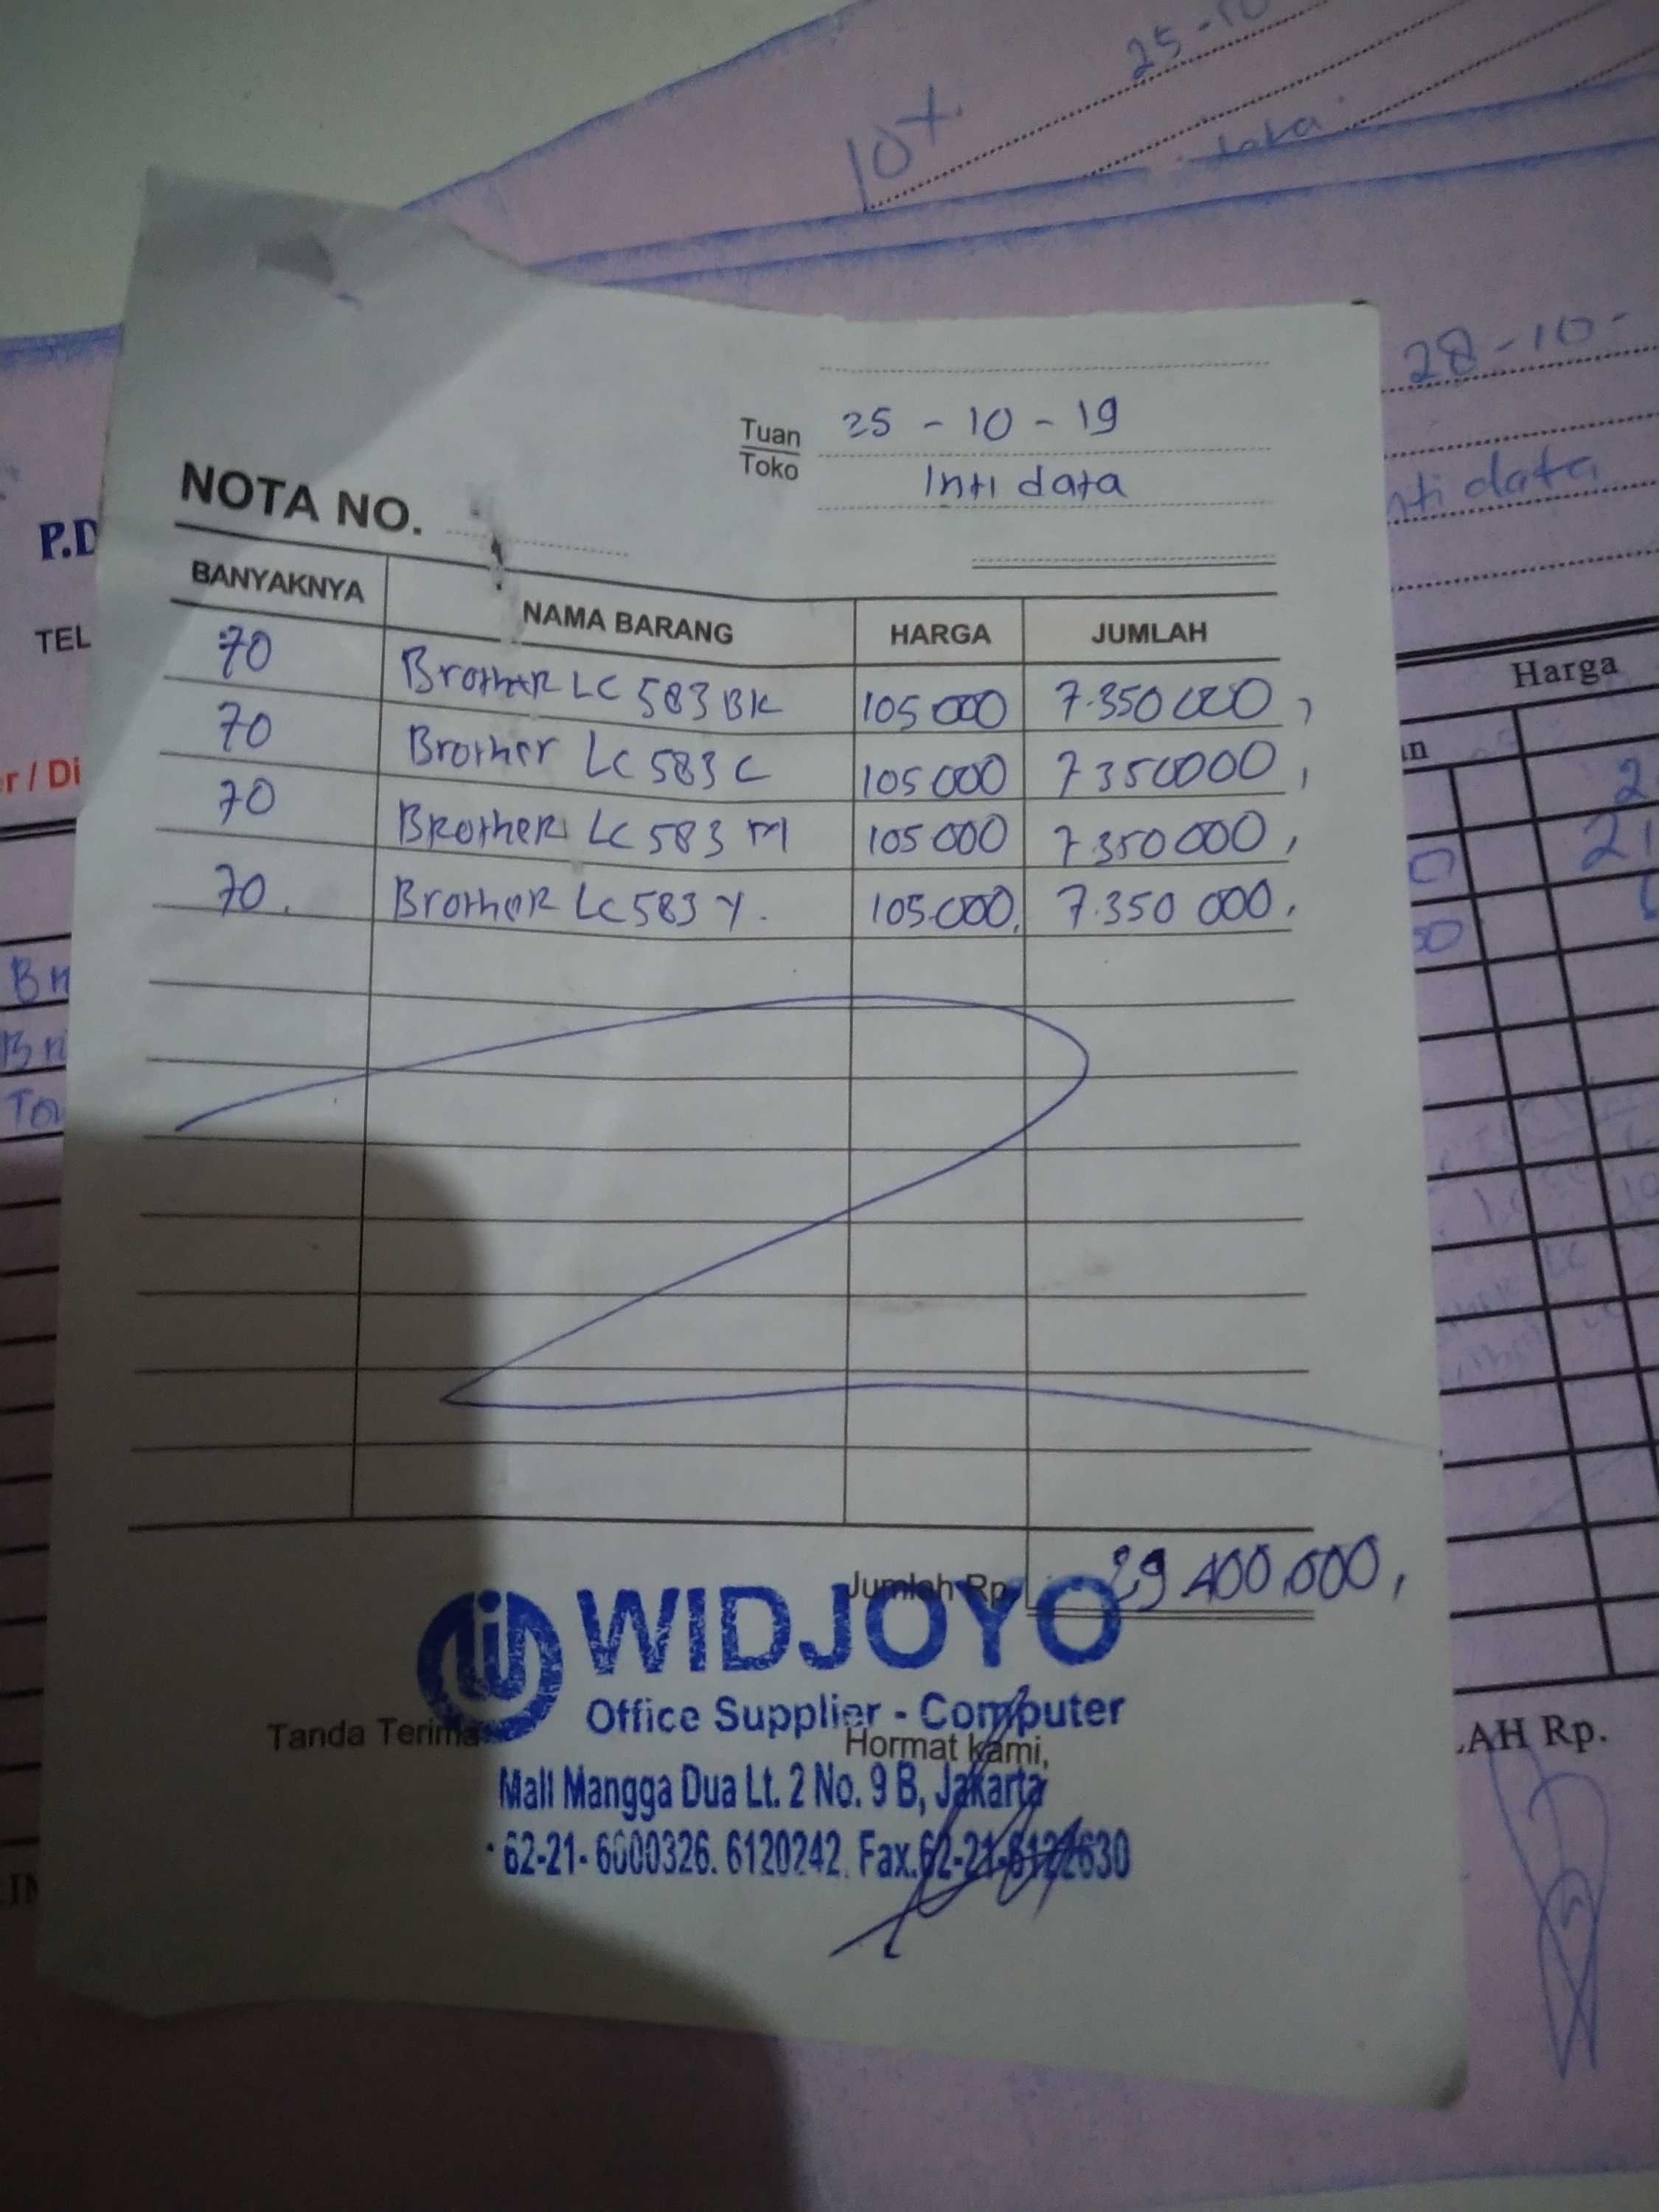 10
25-10
28-10-
Inti data
P.D
TEL
Harga
25 - 10 - 19
Tuan
Toko
Inti data
NOTA NO.
BANYAKNYA NAMA BARANG HARGA JUMLAH
70 Brother LC 583 BK 105 000 7.350 000,
70 Brother LC 583 C 105 000 7 350000,
70 Brother LC 583 M 105 000 7 350 000,
70. Brother LC 583 Y. 105.000, 7.350 000,
Jumlah Rp. 29.400.000,
WIDJOYO
Office Supplier - Computer
Tanda Terima
Hormat kami,
Mall Mangga Dua Lt. 2 No. 9 B, Jakarta
62-21- 6000326. 6120242. Fax.62-21-6122630
AH Rp.